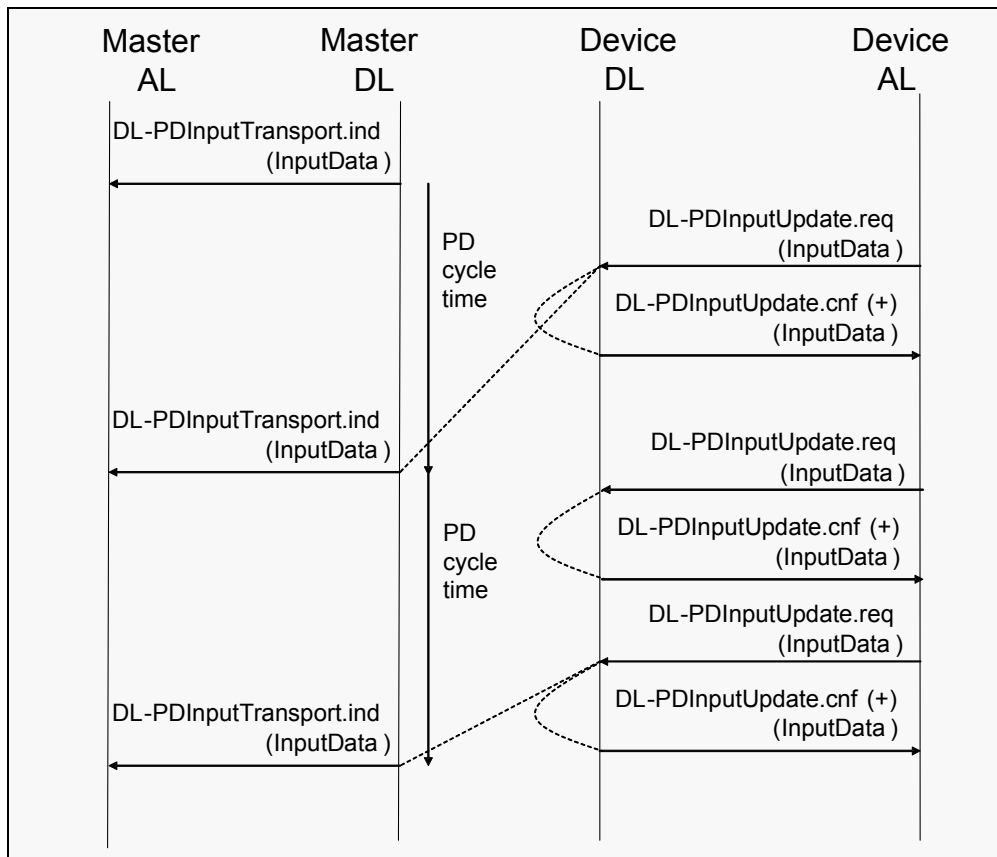 Master AL
Master DL
Device DL
Device AL
DL-PDInputTransport.ind
(InputData )
DL-PDInputUpdate.req
(InputData )
PD
cycle
time
DL-PDInputUpdate.cnf (+)
(InputData )
DL-PDInputTransport.ind
(InputData )
DL-PDInputUpdate.req
(InputData )
DL-PDInputUpdate.cnf (+)
(InputData )
PD
cycle
time
DL-PDInputUpdate.req
(InputData )
DL-PDInputTransport.ind
(InputData )
DL-PDInputUpdate.cnf (+)
(InputData )